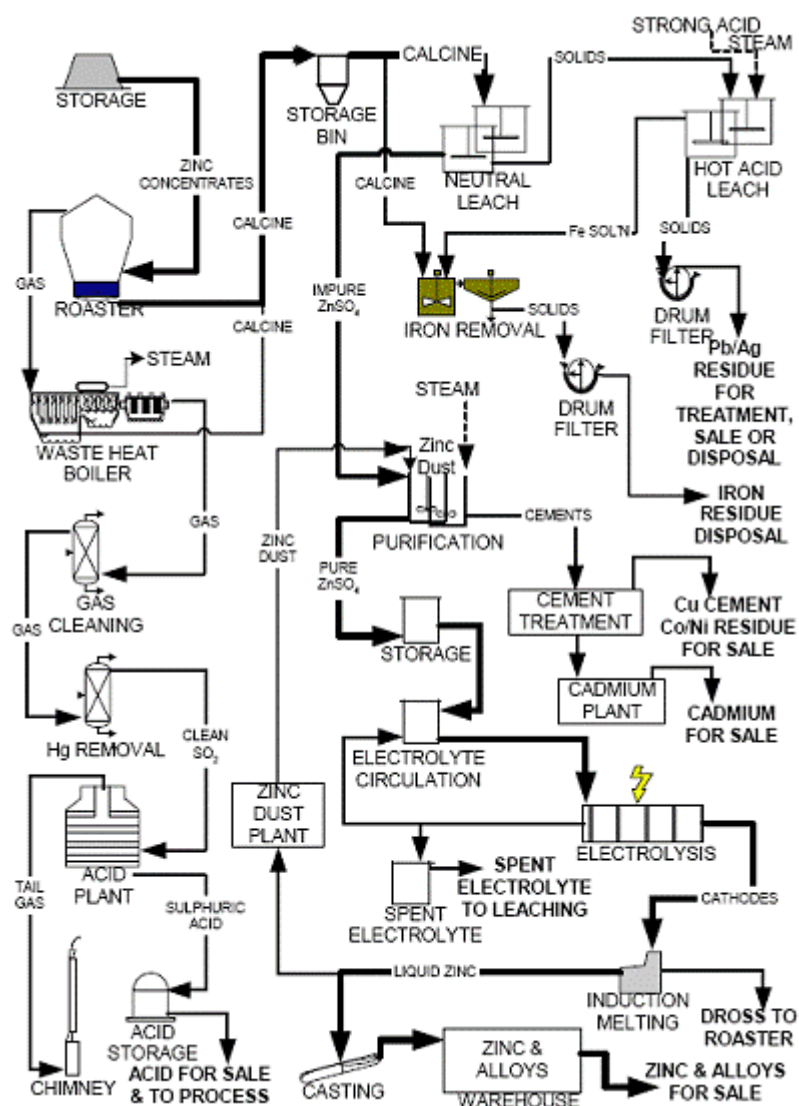 STRONG ACID
STEAM
STORAGE
CALCINE
SOLIDS
STORAGE
BIN
ZINC
CONCENTRATES
NEUTRAL
LEACH
HOT ACID
LEACH
CALCINE
CALCINE
SOLIDS
Fe SOL'N
GAS
ROASTER
IMPURE
ZnSO4
IRON REMOVAL
SOLIDS
DRUM
FILTER
CALCINE
STEAM
Pb/Ag
RESIDUE
FOR
TREATMENT,
SALE OR
DISPOSAL
STEAM
DRUM
FILTER
WASTE HEAT
BOILER
Zinc
Dust
IRON
RESIDUE
DISPOSAL
GAS
ZINC
DUST
CEMENTS
PURIFICATION
PURE
ZnSO4
GAS
CLEANING
GAS
CEMENT
TREATMENT
Cu CEMENT
Co/Ni RESIDUE
FOR SALE
STORAGE
CADMIUM
PLANT
CADMIUM
FOR SALE
Hg REMOVAL
CLEAN
SO2
ELECTROLYTE
CIRCULATION
ZINC
DUST
PLANT
ELECTROLYSIS
ACID
PLANT
TAIL
GAS
SULPHURIC
ACID
SPENT
ELECTROLYTE
SPENT
ELECTROLYTE
TO LEACHING
CATHODES
LIQUID ZINC
INDUCTION
MELTING
DROSS TO
ROASTER
ACID
STORAGE
CHIMNEY
ACID FOR SALE
& TO PROCESS
CASTING
ZINC &
ALLOYS
WAREHOUSE
ZINC & ALLOYS
FOR SALE